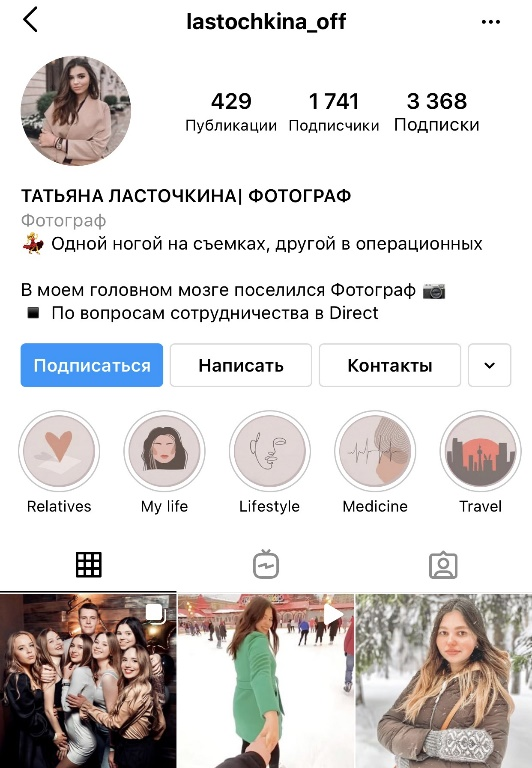 lastochkina_off
429 1 741 3 368
Публикации Подписчики Подписки
ТАТЬЯНА ЛАСТОЧКИНА| ФОТОГРАФ
Фотограф
Одной ногой на съемках, другой в операционных
В моем головном мозге поселился Фотограф
По вопросам сотрудничества в Direct
Подписаться Написать Контакты
Relatives My life Lifestyle Medicine Travel